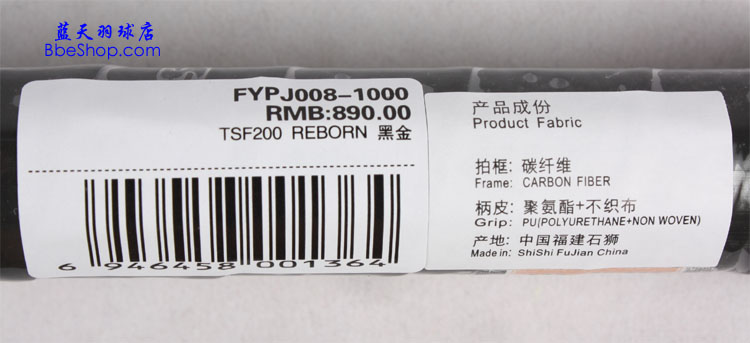 蓝天羽球店
BbeShop.com
FYPJ008-1000
RMB:890.00
TSF200 REBORN 黑金
6 946458 001364
产品成份
Product Fabric
拍框: 碳纤维
Frame: CARBON FIBER
柄皮: 聚氨酯+不织布
Grip: PU(POLYURETHANE+NON WOVEN)
产地: 中国福建石狮
Made in: ShiShi FuJian China